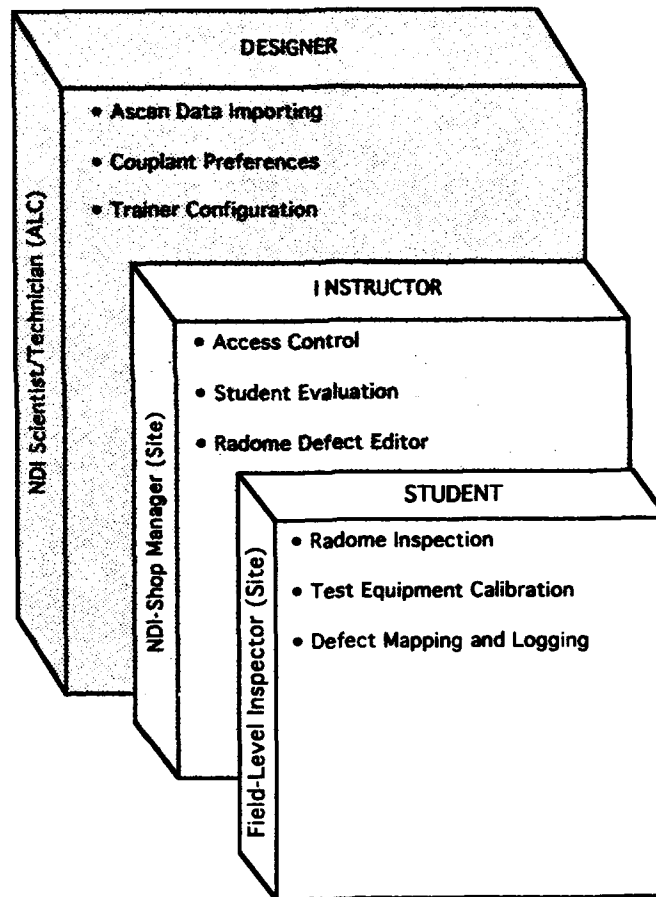 DESIGNER
• Ascan Data Importing
• Couplant Preferences
• Trainer Configuration
NDI Scientist/Technician (ALC)
INSTRUCTOR
• Access Control
• Student Evaluation
• Radome Defect Editor
NDI-Shop Manager (Site)
STUDENT
• Radome Inspection
• Test Equipment Calibration
• Defect Mapping and Logging
Field-Level Inspector (Site)